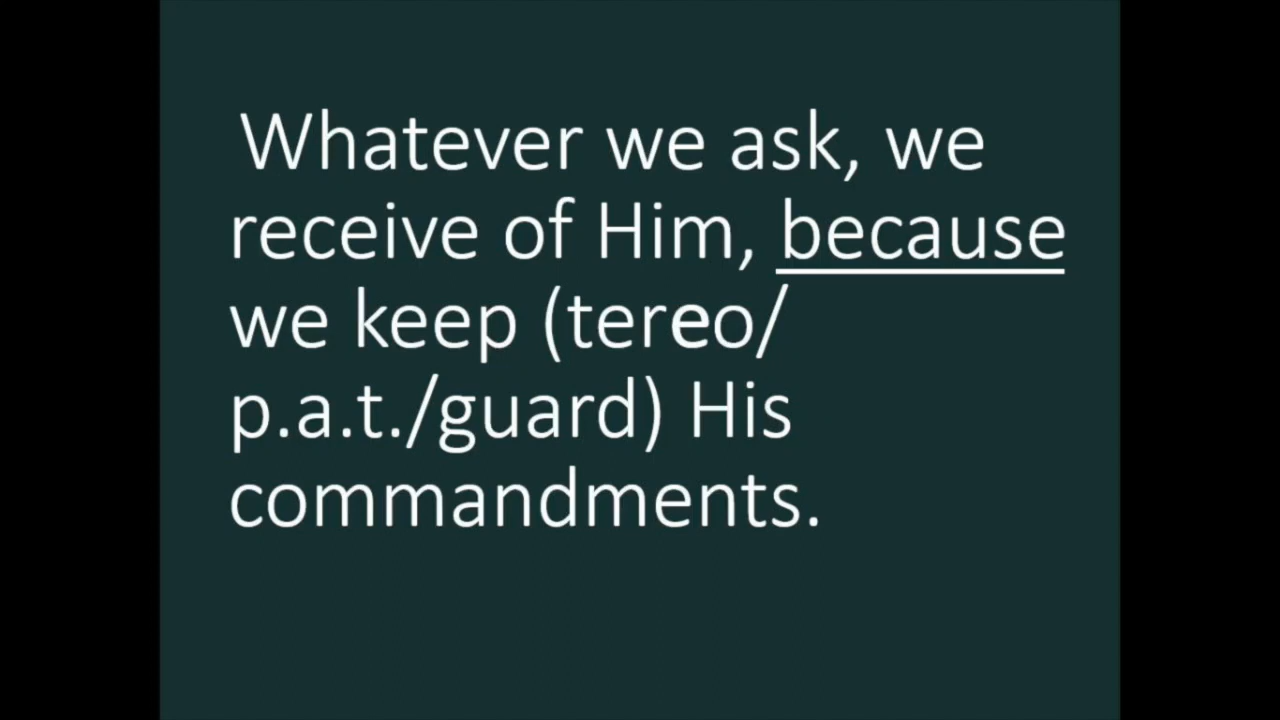 Whatever we ask, we
receive of Him, because
we keep (tereo/
p.a.t./guard) His
commandments.